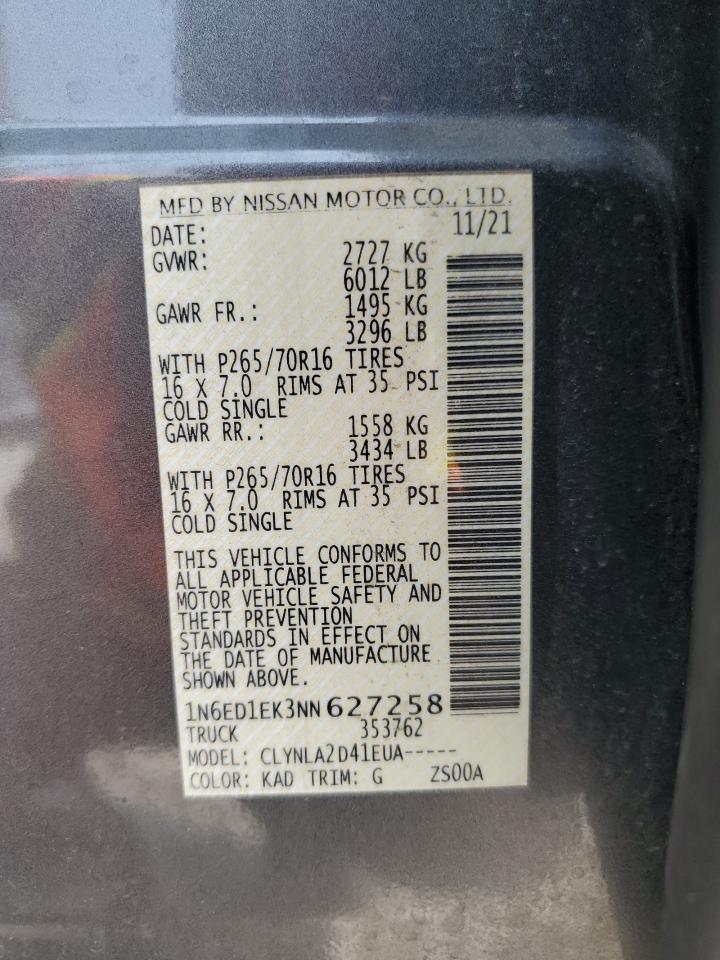 MFD BY NISSAN MOTOR CO., LTD.
DATE: 11/21
GVWR: 2727 KG
6012 LB
GAWR FR.: 1495 KG
3296 LB
WITH P265/70R16 TIRES
16 X 7.0 RIMS AT 35 PSI
COLD SINGLE
GAWR RR.: 1558 KG
3434 LB
WITH P265/70R16 TIRES
16 X 7.0 RIMS AT 35 PSI
COLD SINGLE
THIS VEHICLE CONFORMS TO
ALL APPLICABLE FEDERAL
MOTOR VEHICLE SAFETY AND
THEFT PREVENTION
STANDARDS IN EFFECT ON
THE DATE OF MANUFACTURE
SHOWN ABOVE.
1N6ED1EK3NN627258
TRUCK 353762
MODEL: CLYNLA2D41EUA-----
COLOR: KAD TRIM: G ZS00A